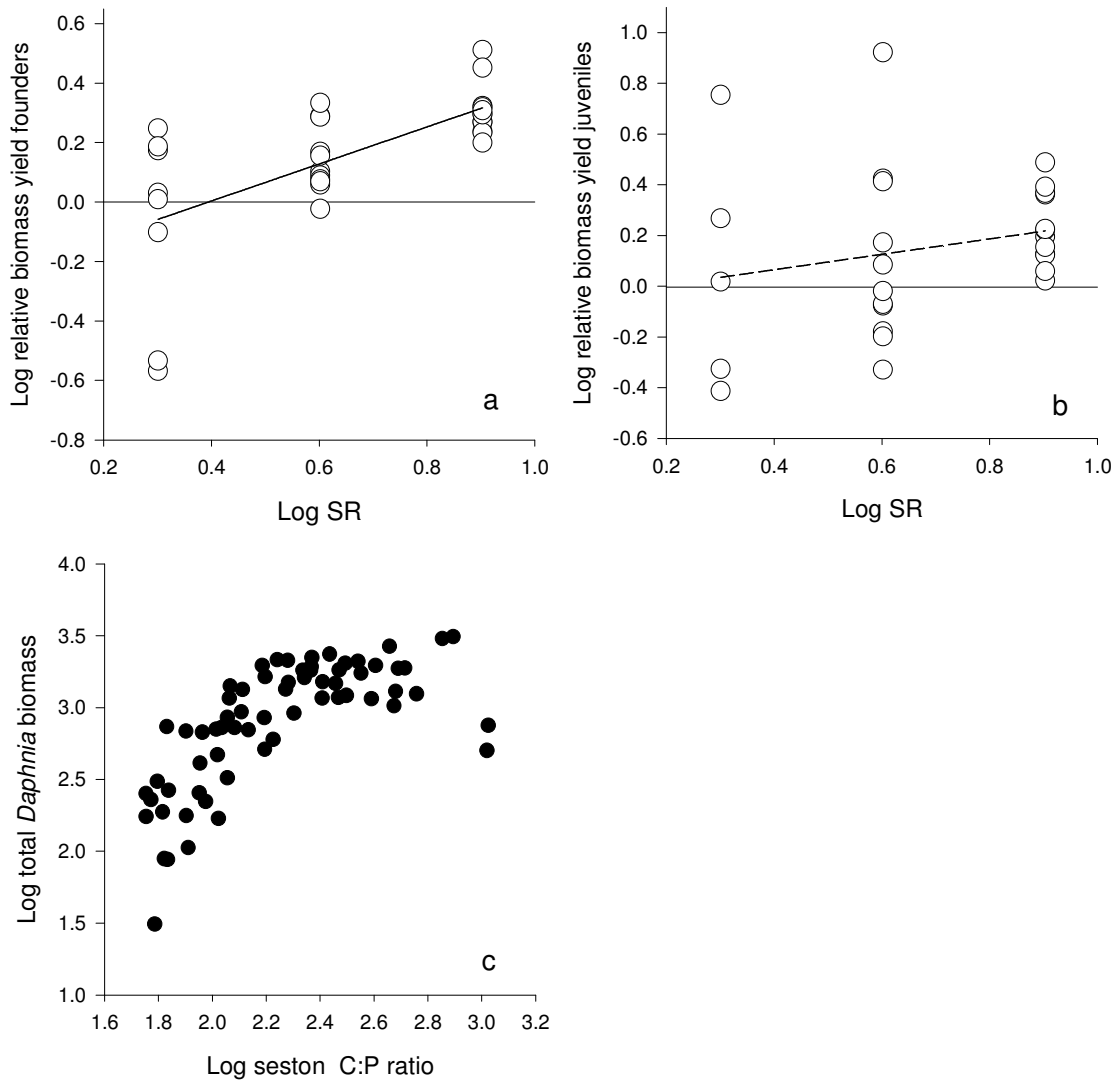 Log relative biomass yield founders
0.6
0.4
0.2
0.0
-0.2
-0.4
-0.6
-0.8
0.2 0.4 0.6 0.8 1.0
Log SR
a
Log relative biomass yield juveniles
1.0
0.8
0.6
0.4
0.2
0.0
-0.2
-0.4
-0.6
0.2 0.4 0.6 0.8 1.0
Log SR
b
Log total Daphnia biomass
4.0
3.5
3.0
2.5
2.0
1.5
1.0
1.6 1.8 2.0 2.2 2.4 2.6 2.8 3.0 3.2
Log seston C:P ratio
c